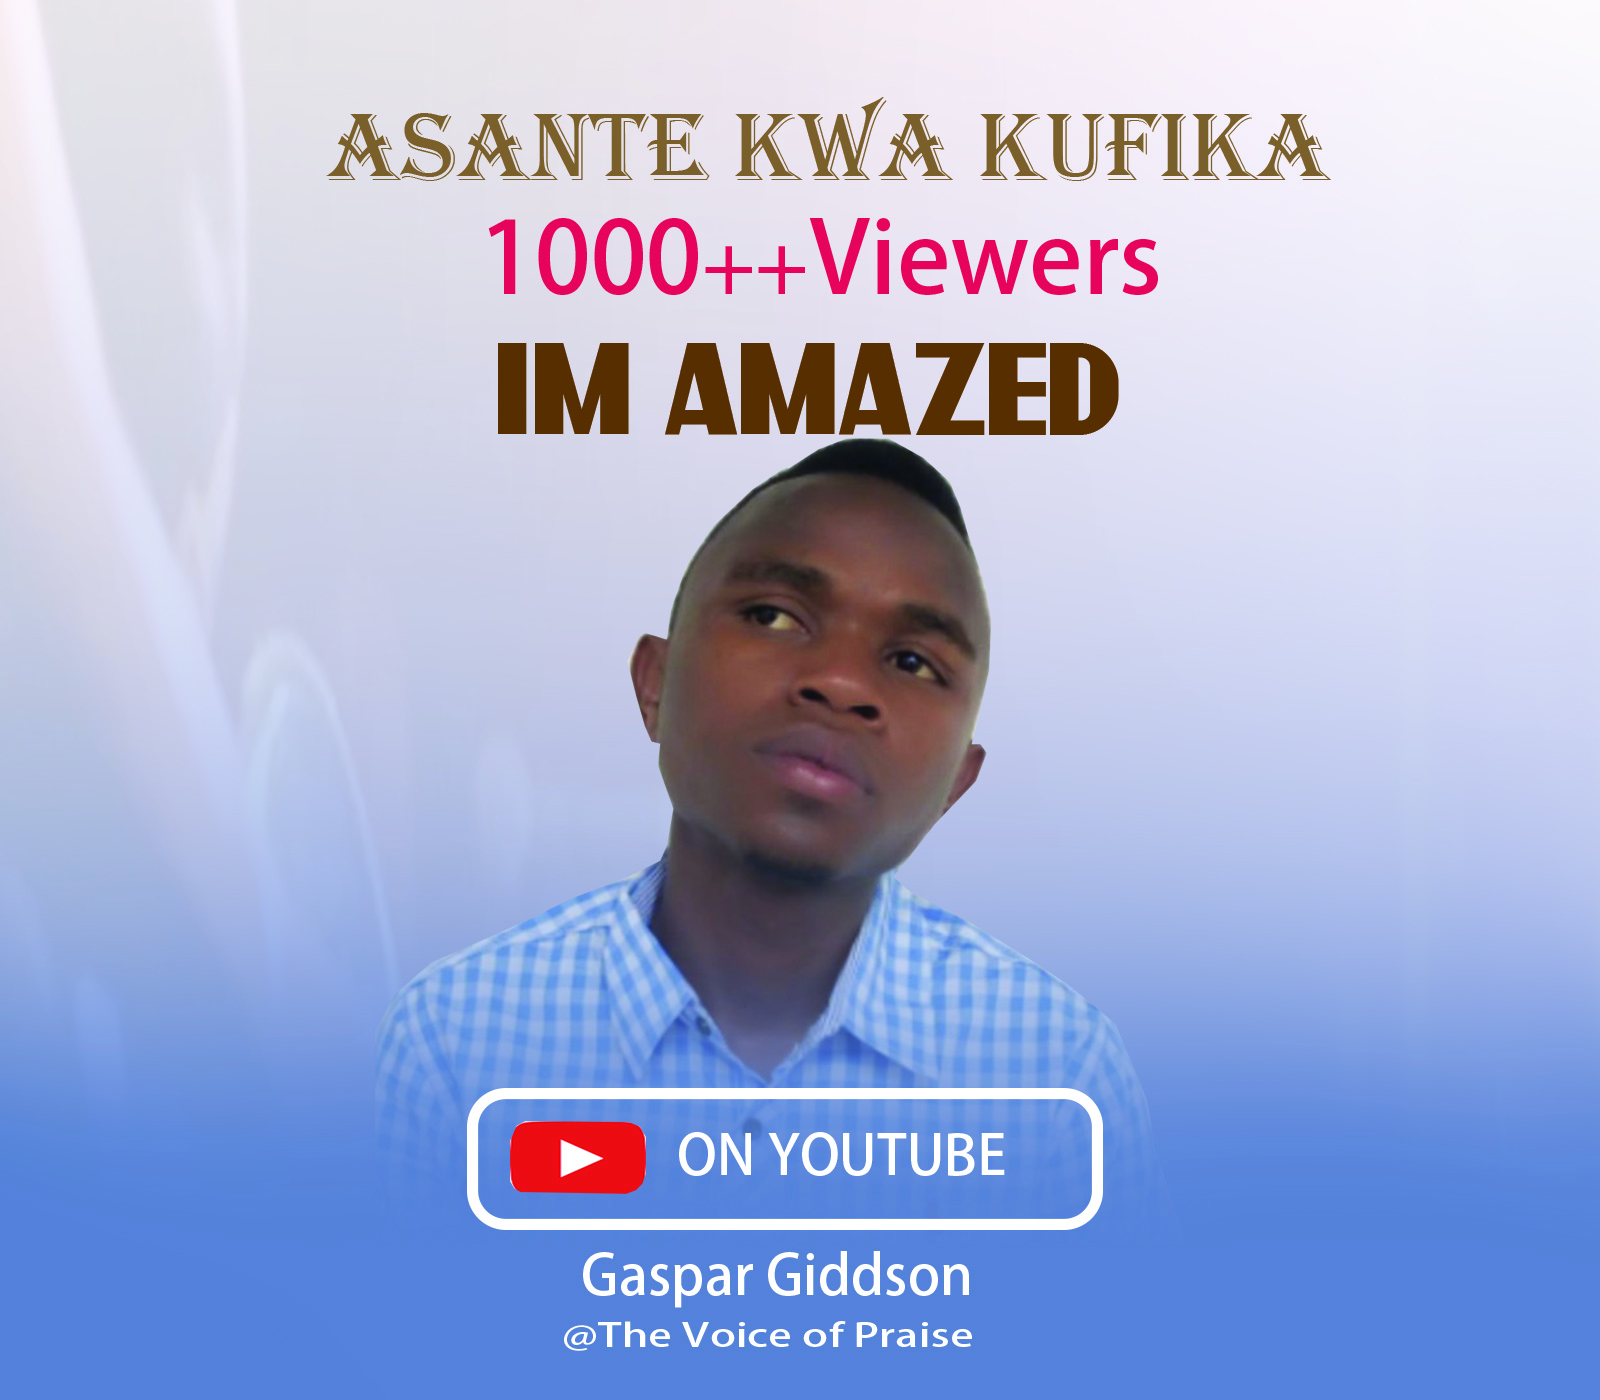 ASANTE KWA KUFIKA
1000++Viewers
IM AMAZED
ON YOUTUBE
Gaspar Giddson
@The Voice of Praise